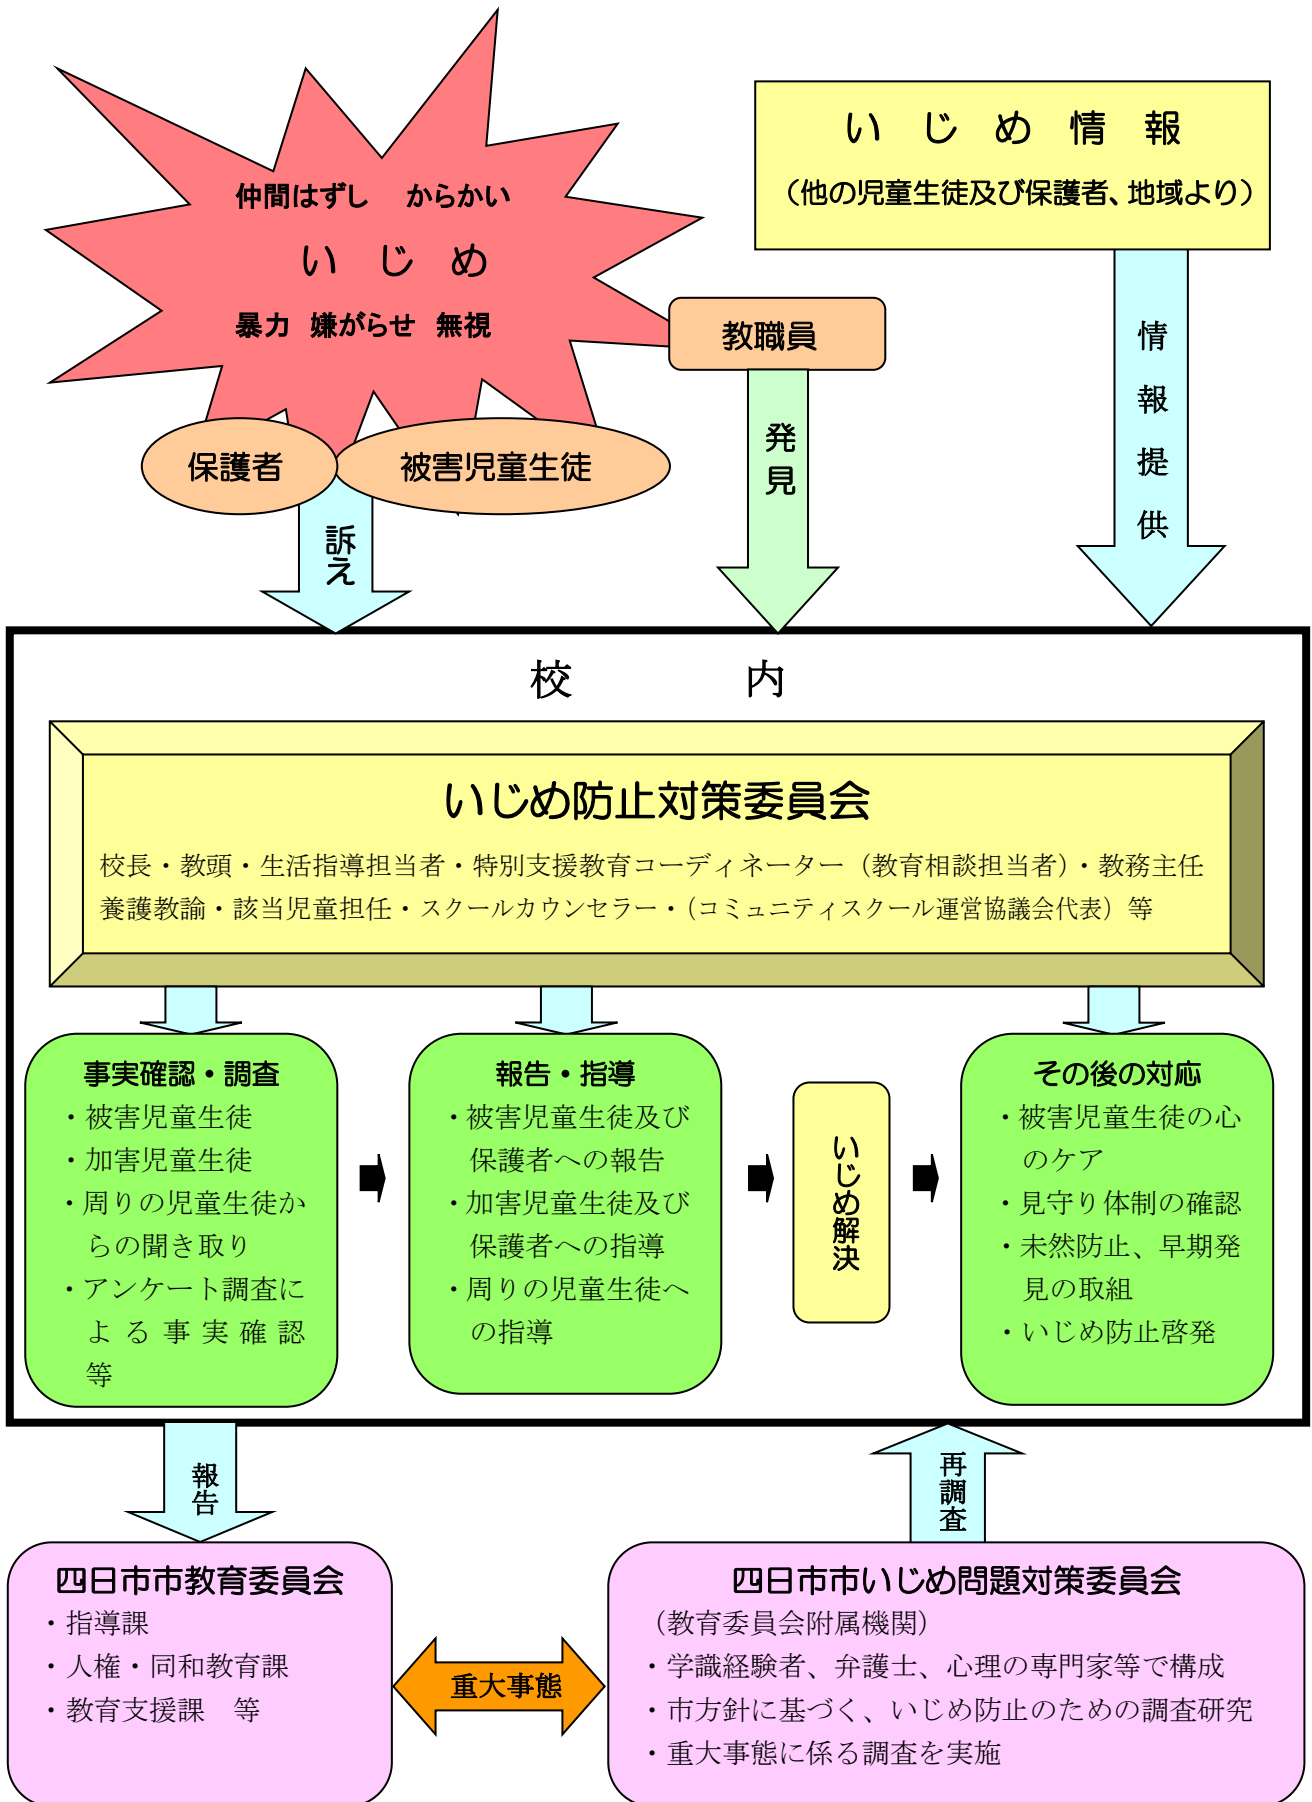 仲間はずし　からかい
い　じ　め
暴力　嫌がらせ　無視
い　じ　め　情　報
（他の児童生徒及び保護者、地域より）
教職員
保護者
被害児童生徒
訴え
発見
情報提供
校　　　　内
いじめ防止対策委員会
校長・教頭・生活指導担当者・特別支援教育コーディネーター（教育相談担当者）・教務主任
養護教諭・該当児童担任・スクールカウンセラー・（コミュニティスクール運営協議会代表）等
事実確認・調査
・被害児童生徒
・加害児童生徒
・周りの児童生徒か
らの聞き取り
・アンケート調査に
よる事実確認
等
報告・指導
・被害児童生徒及び
保護者への報告
・加害児童生徒及び
保護者への指導
・周りの児童生徒へ
の指導
いじめ解決
その後の対応
・被害児童生徒の心
のケア
・見守り体制の確認
・未然防止、早期発
見の取組
・いじめ防止啓発
報告
再調査
四日市市教育委員会
・指導課
・人権・同和教育課
・教育支援課　等
重大事態
四日市市いじめ問題対策委員会
（教育委員会附属機関）
・学識経験者、弁護士、心理の専門家等で構成
・市方針に基づく、いじめ防止のための調査研究
・重大事態に係る調査を実施